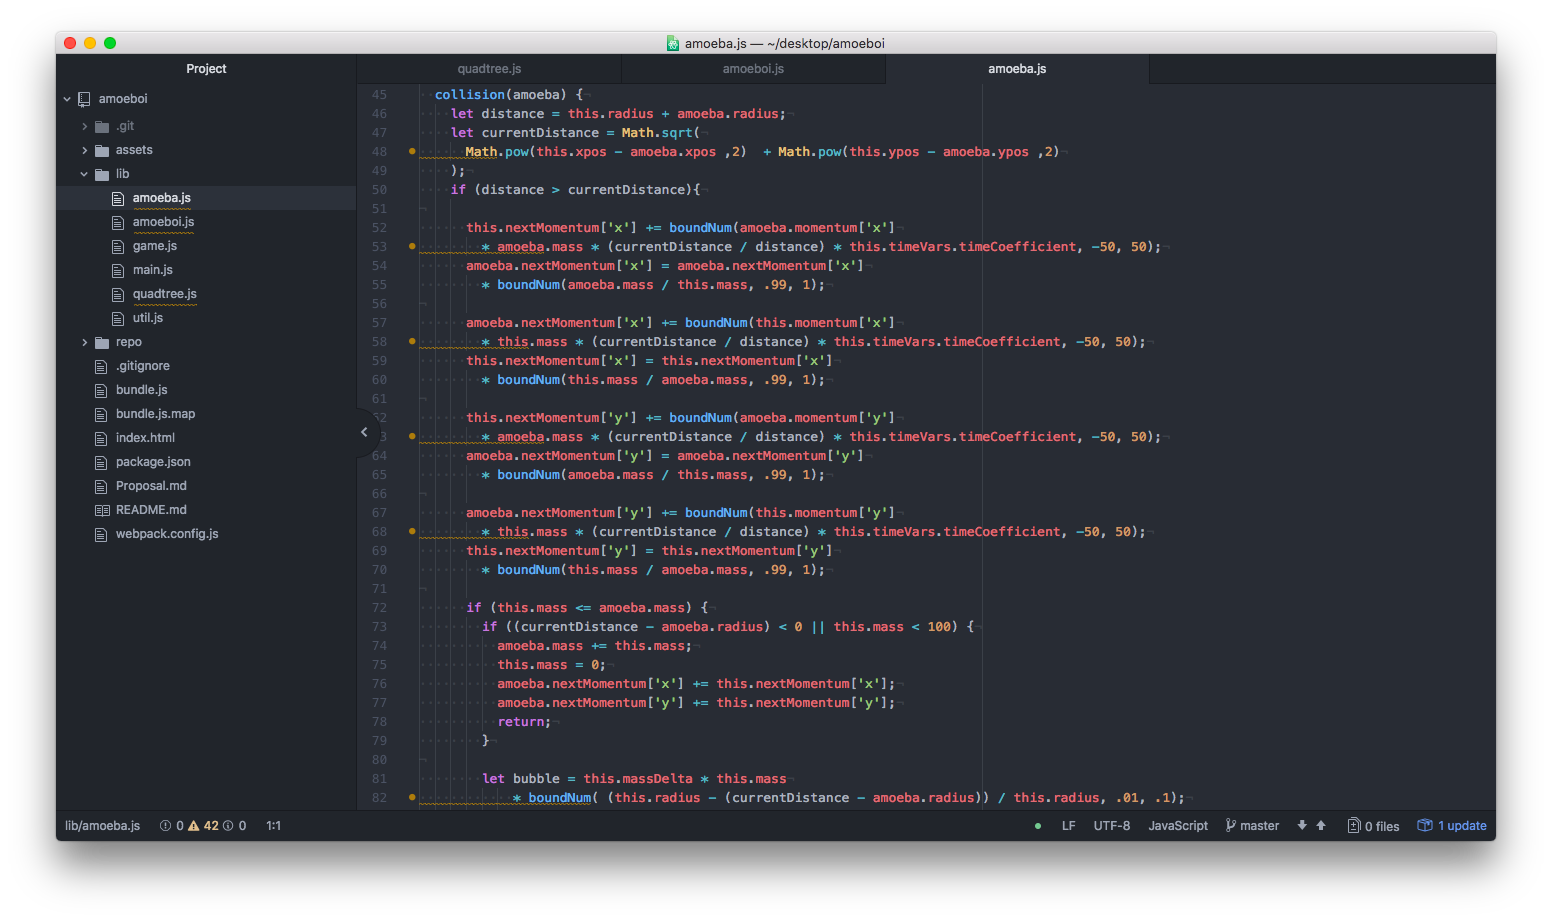 amoeba.js — ~/desktop/amoeboi
Project
quadtree.js
amoeboi.js
amoeba.js
amoeboi
.git
assets
lib
amoeba.js
amoeboi.js
game.js
main.js
quadtree.js
util.js
repo
.gitignore
bundle.js
bundle.js.map
index.html
package.json
Proposal.md
README.md
webpack.config.js
45 collision(amoeba) {
46 let distance = this.radius + amoeba.radius;
47 let currentDistance = Math.sqrt(
48 Math.pow(this.xpos - amoeba.xpos ,2)  + Math.pow(this.ypos - amoeba.ypos ,2)
49 );
50 if (distance > currentDistance){
51
52 this.nextMomentum['x'] += boundNum(amoeba.momentum['x']
53 * amoeba.mass * (currentDistance / distance) * this.timeVars.timeCoefficient, -50, 50);
54 amoeba.nextMomentum['x'] = amoeba.nextMomentum['x']
55 * boundNum(amoeba.mass / this.mass, .99, 1);
56
57 amoeba.nextMomentum['x'] += boundNum(this.momentum['x']
58 * this.mass * (currentDistance / distance) * this.timeVars.timeCoefficient, -50, 50);
59 this.nextMomentum['x'] = this.nextMomentum['x']
60 * boundNum(this.mass / amoeba.mass, .99, 1);
61
62 this.nextMomentum['y'] += boundNum(amoeba.momentum['y']
3 * amoeba.mass * (currentDistance / distance) * this.timeVars.timeCoefficient, -50, 50);
64 amoeba.nextMomentum['y'] = amoeba.nextMomentum['y']
65 * boundNum(amoeba.mass / this.mass, .99, 1);
66
67 amoeba.nextMomentum['y'] += boundNum(this.momentum['y']
68 * this.mass * (currentDistance / distance) * this.timeVars.timeCoefficient, -50, 50);
69 this.nextMomentum['y'] = this.nextMomentum['y']
70 * boundNum(this.mass / amoeba.mass, .99, 1);
71
72 if (this.mass <= amoeba.mass) {
73 if ((currentDistance - amoeba.radius) < 0 || this.mass < 100) {
74 amoeba.mass += this.mass;
75 this.mass = 0;
76 amoeba.nextMomentum['x'] += this.nextMomentum['x'];
77 amoeba.nextMomentum['y'] += this.nextMomentum['y'];
78 return;
79 }
80
81 let bubble = this.massDelta * this.mass
82 * boundNum( (this.radius - (currentDistance - amoeba.radius)) / this.radius, .01, .1);
lib/amoeba.js 0 42 0 1:1 LF UTF-8 JavaScript master 0 files 1 update